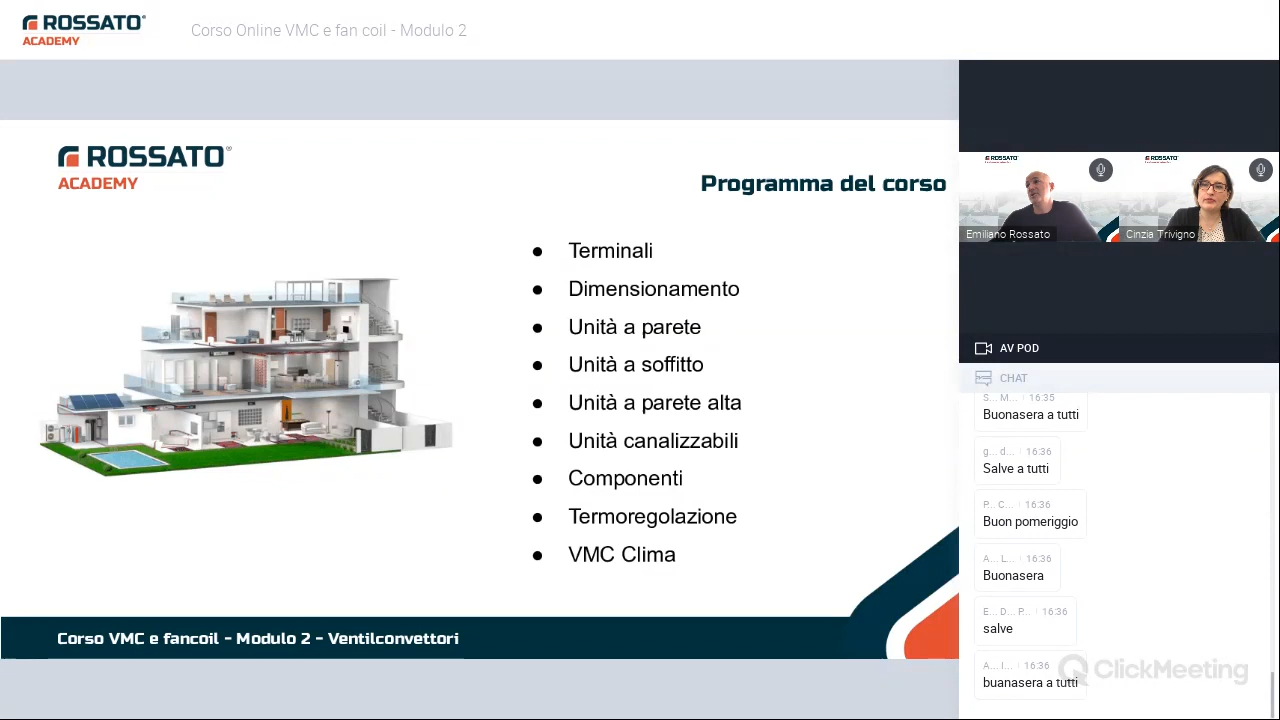 ROSSATO®
ACADEMY
Corso Online VMC e fan coil - Modulo 2
ROSSATO®
ACADEMY
Programma del corso
● Terminali
● Dimensionamento
● Unità a parete
● Unità a soffitto
● Unità a parete alta
● Unità canalizzabili
● Componenti
● Termoregolazione
● VMC Clima
Corso VMC e fancoil - Modulo 2 - Ventilconvettori
ROSSATO
ROSSATO
Emiliano Rossato
Cinzia Trivigno
AV POD
CHAT
S... M... 16:35
Buonasera a tutti
g... d... 16:36
Salve a tutti
P... C... 16:36
Buon pomeriggio
A... L... 16:36
Buonasera
E... D... P... 16:36
salve
A... I... 16:36
buanasera a tutti
ClickMeeting